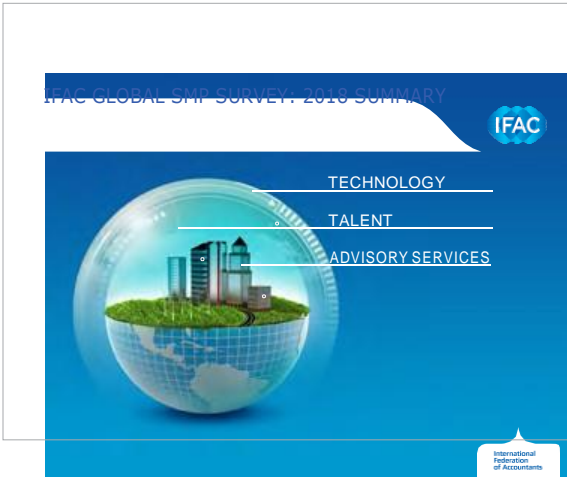 IFAC GLOBAL SMP SURVEY: 2018 SUMMARY
IFAC
TECHNOLOGY
TALENT
ADVISORY SERVICES
International
Federation
of Accountants